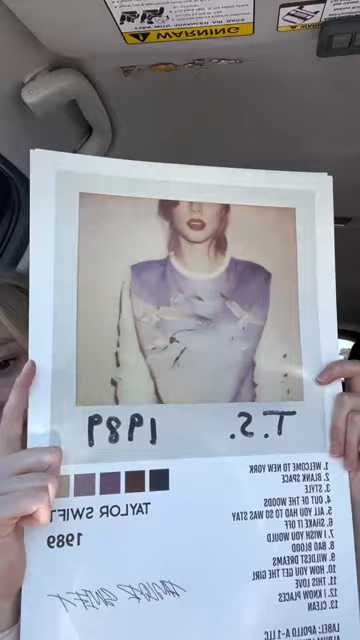 WARNING
T.S. 1989
TAYLOR SWIFT
1989
1. WELCOME TO NEW YORK
2. BLANK SPACE
3. STYLE
4. OUT OF THE WOODS
5. ALL YOU HAD TO DO WAS STAY
6. SHAKE IT OFF
7. I WISH YOU WOULD
8. BAD BLOOD
9. WILDEST DREAMS
10. HOW YOU GET THE GIRL
11. THIS LOVE
12. I KNOW PLACES
13. CLEAN
LABEL: APOLLO A-1 LLC